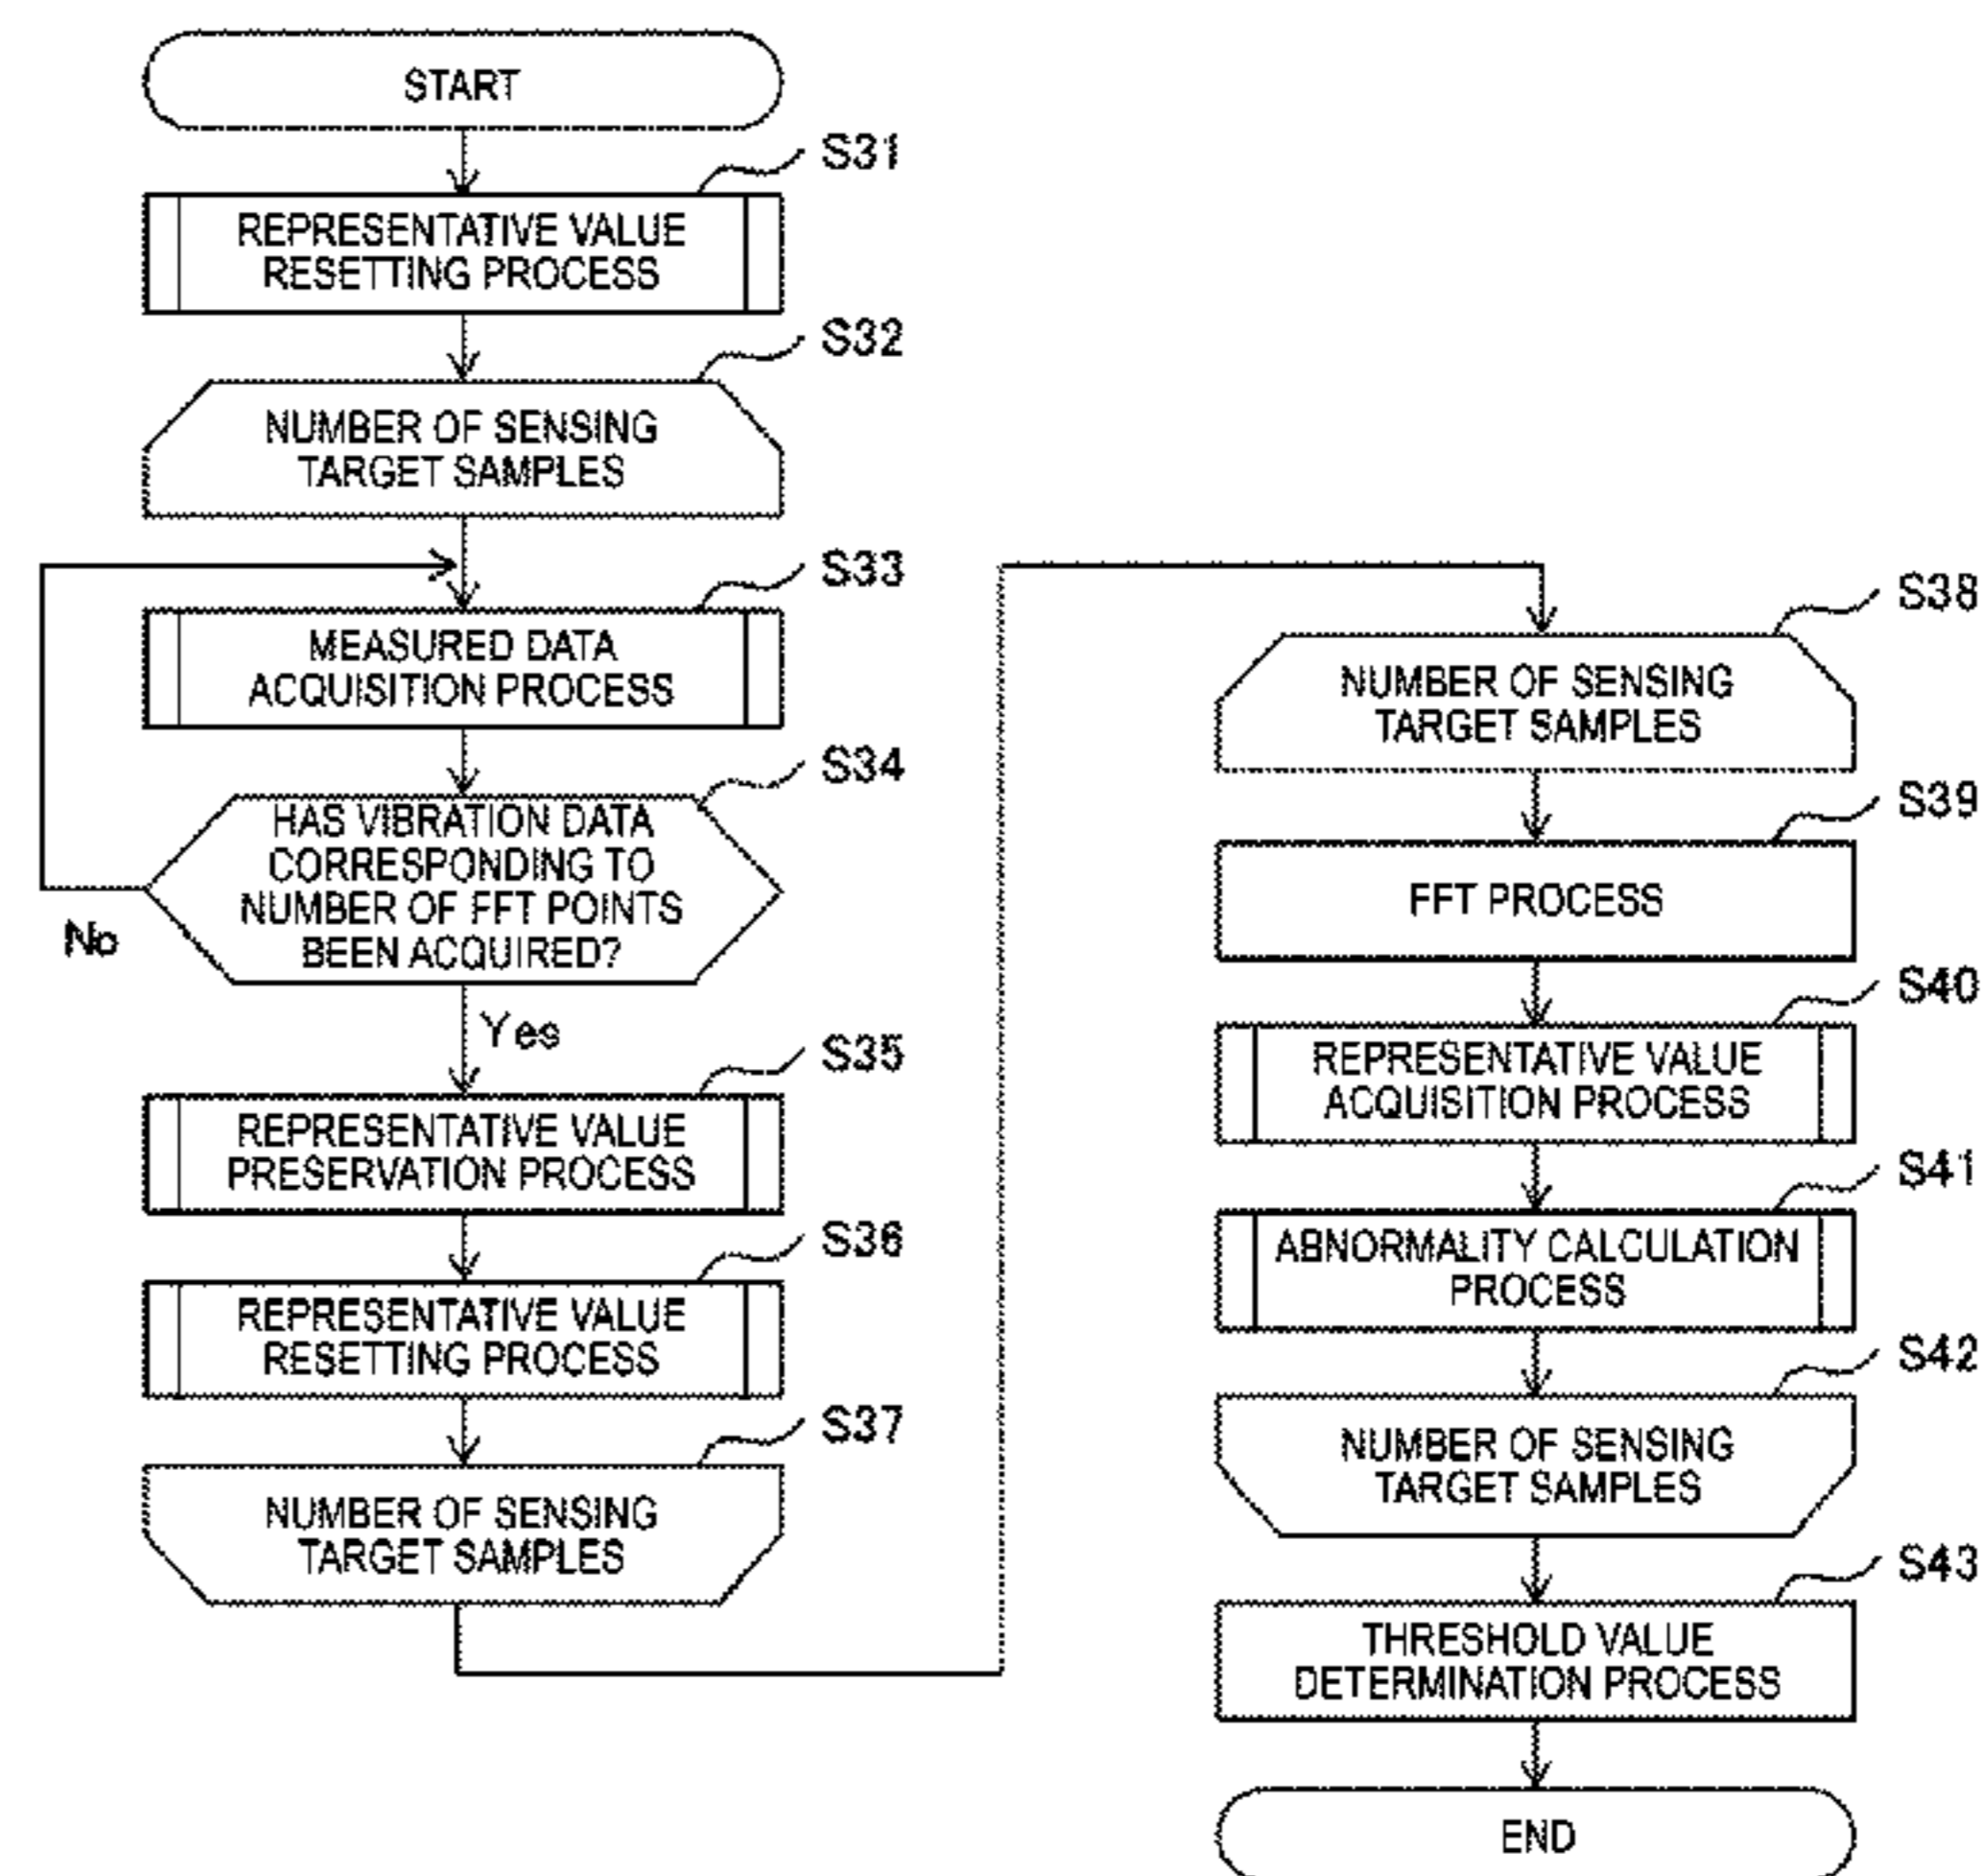 START
S31
REPRESENTATIVE VALUE
RESETTING PROCESS
S32
NUMBER OF SENSING
TARGET SAMPLES
S33
MEASURED DATA
ACQUISITION PROCESS
S34
HAS VIBRATION DATA
CORRESPONDING TO
NUMBER OF FFT POINTS
BEEN ACQUIRED?
No
Yes
S35
REPRESENTATIVE VALUE
PRESERVATION PROCESS
S36
REPRESENTATIVE VALUE
RESETTING PROCESS
S37
NUMBER OF SENSING
TARGET SAMPLES
S38
NUMBER OF SENSING
TARGET SAMPLES
S39
FFT PROCESS
S40
REPRESENTATIVE VALUE
ACQUISITION PROCESS
S41
ABNORMALITY CALCULATION
PROCESS
S42
NUMBER OF SENSING
TARGET SAMPLES
S43
THRESHOLD VALUE
DETERMINATION PROCESS
END